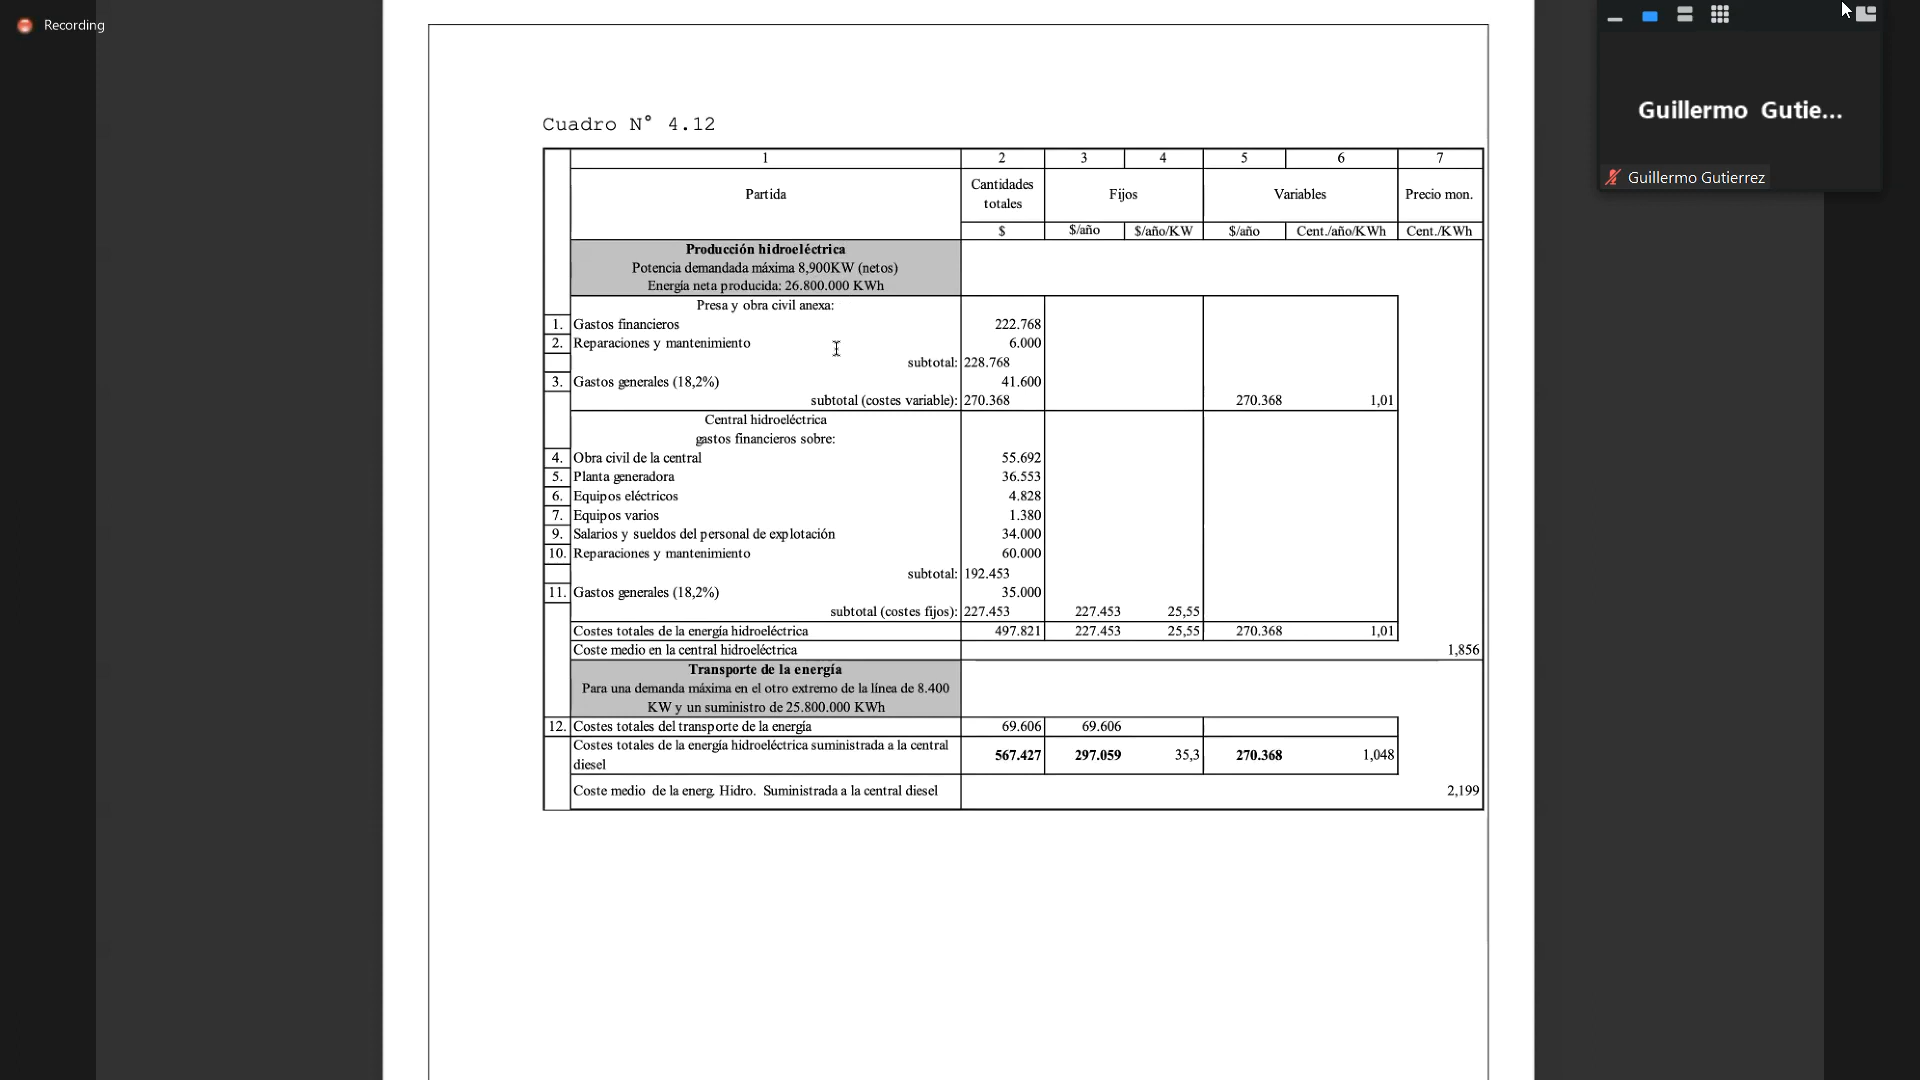 Recording
Guillermo Gutie...
Guillermo Gutierrez
Cuadro N° 4.12
1 2 3 4 5 6 7
Partida Cantidades totales Fijos Variables Precio mon.
$ $/año $/año/KW $/año Cent./año/KWh Cent./KWh
Producción hidroeléctrica
Potencia demandada máxima 8,900KW (netos)
Energía neta producida: 26.800.000 KWh
Presa y obra civil anexa:
1. Gastos financieros 222.768
2. Reparaciones y mantenimiento 6.000
subtotal: 228.768
3. Gastos generales (18,2%) 41.600
subtotal (costes variable): 270.368 270.368 1,01
Central hidroeléctrica
gastos financieros sobre:
4. Obra civil de la central 55.692
5. Planta generadora 36.553
6. Equipos eléctricos 4.828
7. Equipos varios 1.380
9. Salarios y sueldos del personal de explotación 34.000
10. Reparaciones y mantenimiento 60.000
subtotal: 192.453
11. Gastos generales (18,2%) 35.000
subtotal (costes fijos): 227.453 227.453 25,55
Costes totales de la energía hidroeléctrica 497.821 227.453 25,55 270.368 1,01
Coste medio en la central hidroeléctrica 1,856
Transporte de la energía
Para una demanda máxima en el otro extremo de la línea de 8.400
KW y un suministro de 25.800.000 KWh
12. Costes totales del transporte de la energía 69.606 69.606
Costes totales de la energía hidroeléctrica suministrada a la central
diesel 567.427 297.059 35,3 270.368 1,048
Coste medio de la energ. Hidro. Suministrada a la central diesel 2,199